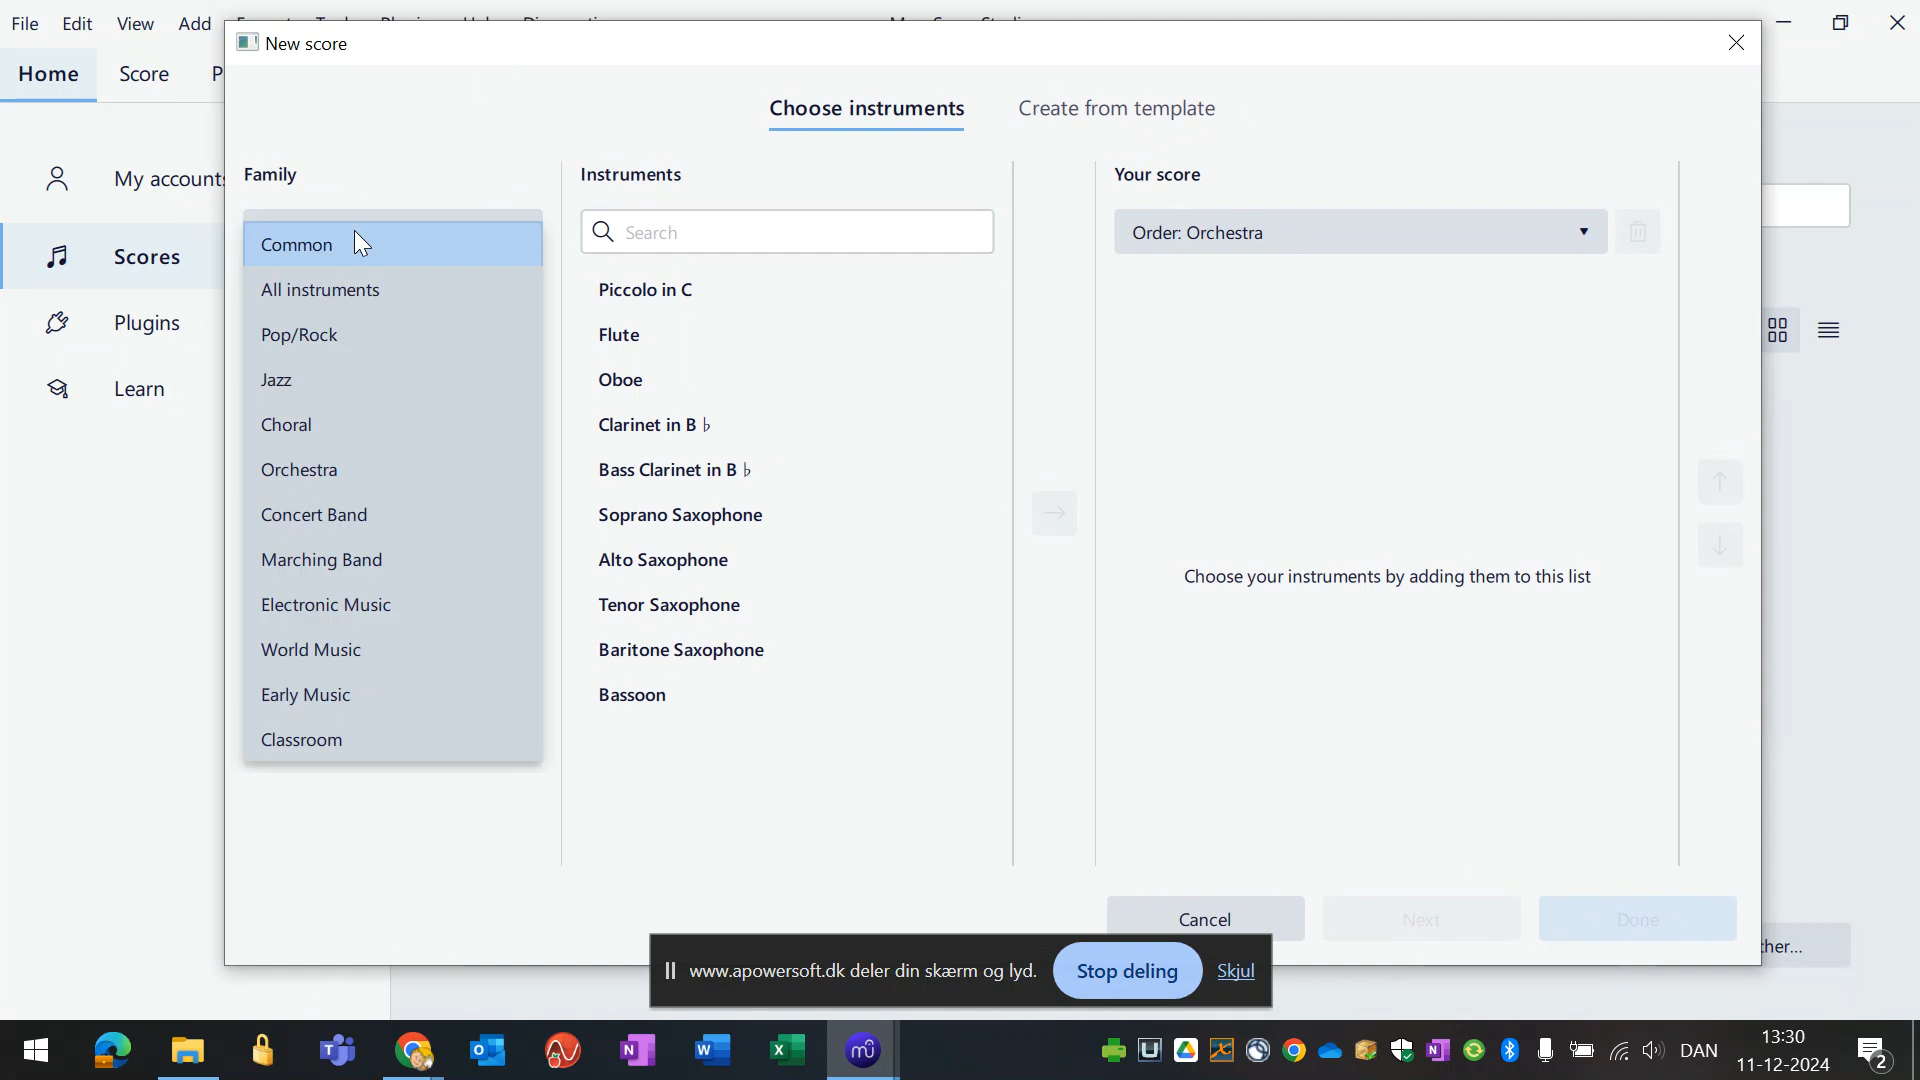 File Edit View Add
New score
Home Score
Choose instruments Create from template
Family Instruments Your score
My accounts
Scores
Plugins
Learn
Common
All instruments
Pop/Rock
Jazz
Choral
Orchestra
Concert Band
Marching Band
Electronic Music
World Music
Early Music
Classroom
Search
Piccolo in C
Flute
Oboe
Clarinet in B ♭
Bass Clarinet in B ♭
Soprano Saxophone
Alto Saxophone
Tenor Saxophone
Baritone Saxophone
Bassoon
Order: Orchestra
Choose your instruments by adding them to this list
Cancel Next Done
www.apowersoft.dk deler din skærm og lyd. Stop deling Skjul
DAN 13:30
11-12-2024
2